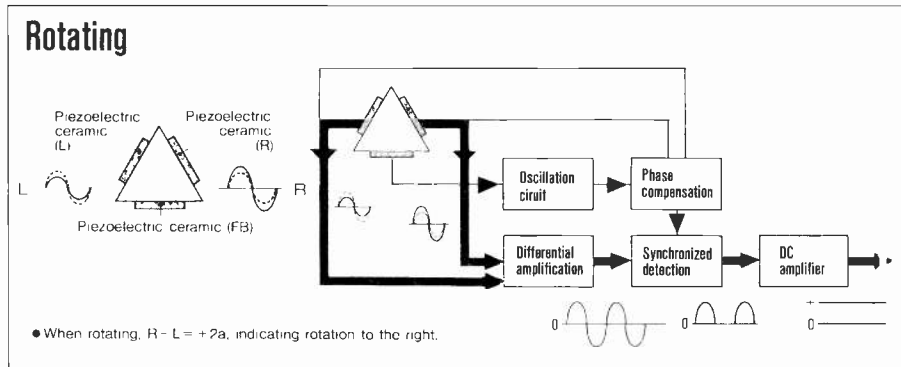 Rotating
Piezoelectric
ceramic
(L)
Piezoelectric
ceramic
(R)
L
R
Piezoelectric ceramic (FB)
Oscillation
ciruit
Phase
compensation
Differential
amplification
Synchronized
detection
DC
amplifier
0
0
+
0
● When rotating, R - L = +2a, indicating rotation to the right.